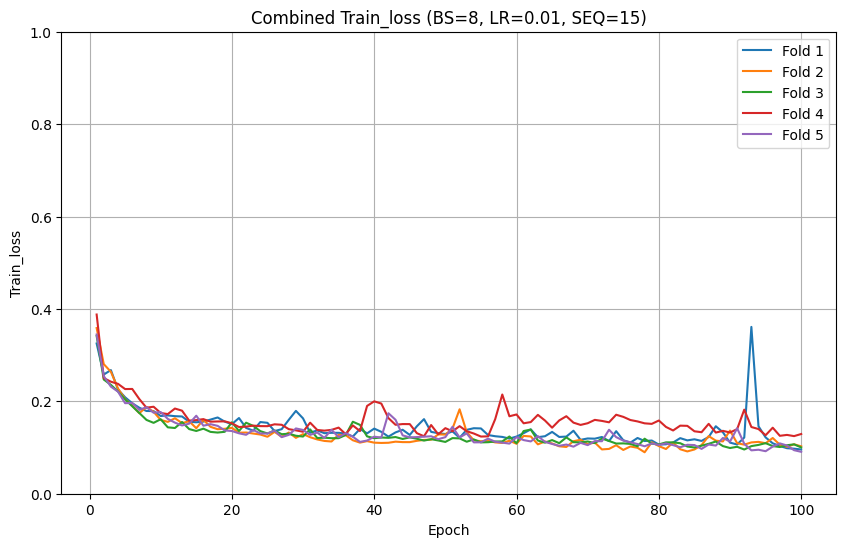 Combined Train_loss (BS=8, LR=0.01, SEQ=15)
1.0
0.8
0.6
0.4
0.2
0.0
Train_loss
Fold 1
Fold 2
Fold 3
Fold 4
Fold 5
0
20
40
60
80
100
Epoch